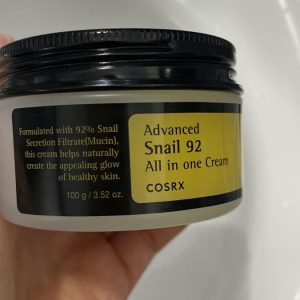 Formulated with 92% Snail
Secretion Filtrate(Mucin),
this cream helps naturally
create the appealing glow
of healthy skin.
100 g / 3.52 oz.
Advanced
Snail 92
All in one Cream
COSRX